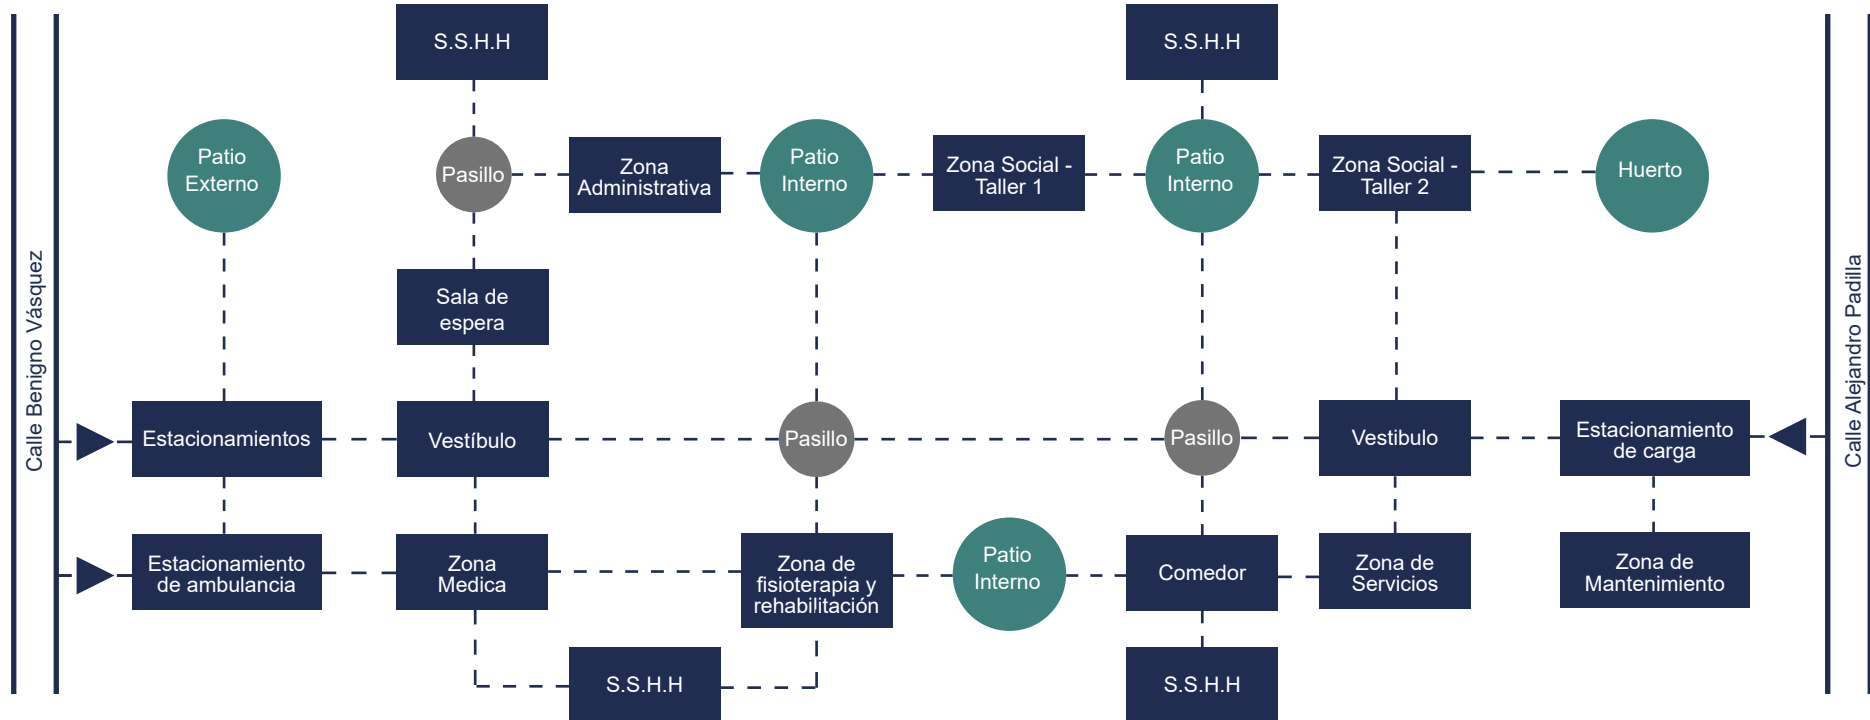 S.S.H.H
S.S.H.H
Patio
Externo
Pasillo
Zona
Administrativa
Patio
Interno
Zona Social -
Taller 1
Patio
Interno
Zona Social -
Taller 2
Huerto
Calle Benigno Vásquez
Sala de
espera
Calle Alejandro Padilla
Estacionamientos
Vestíbulo
Pasillo
Pasillo
Vestibulo
Estacionamiento
de carga
Estacionamiento
de ambulancia
Zona
Medica
Zona de
fisioterapia y
rehabilitación
Patio
Interno
Comedor
Zona de
Servicios
Zona de
Mantenimiento
S.S.H.H
S.S.H.H